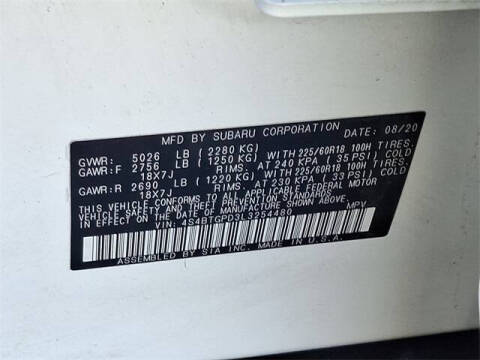 MFD BY SUBARU CORPORATION DATE: 08/20
GVWR: 5026 LB ( 2280 KG)
GAWR:F 2756 LB ( 1250 KG) WITH 225/60R18 100H TIRES.
18X7J RIMS. AT 240 KPA ( 35 PSI) COLD
GAWR:R 2690 LB ( 1220 KG) WITH 225/60R18 100H TIRES.
18X7J RIMS. AT 230 KPA ( 33 PSI) COLD
THIS VEHICLE CONFORMS TO ALL APPLICABLE FEDERAL MOTOR
VEHICLE SAFETY AND THEFT PREVENTION STANDARDS
IN EFFECT ON THE DATE OF MANUFACTURE SHOWN ABOVE.
VIN: 4S4BTGPD3L3254480 MPV
ASSEMBLED BY SIA INC. MADE IN U.S.A.